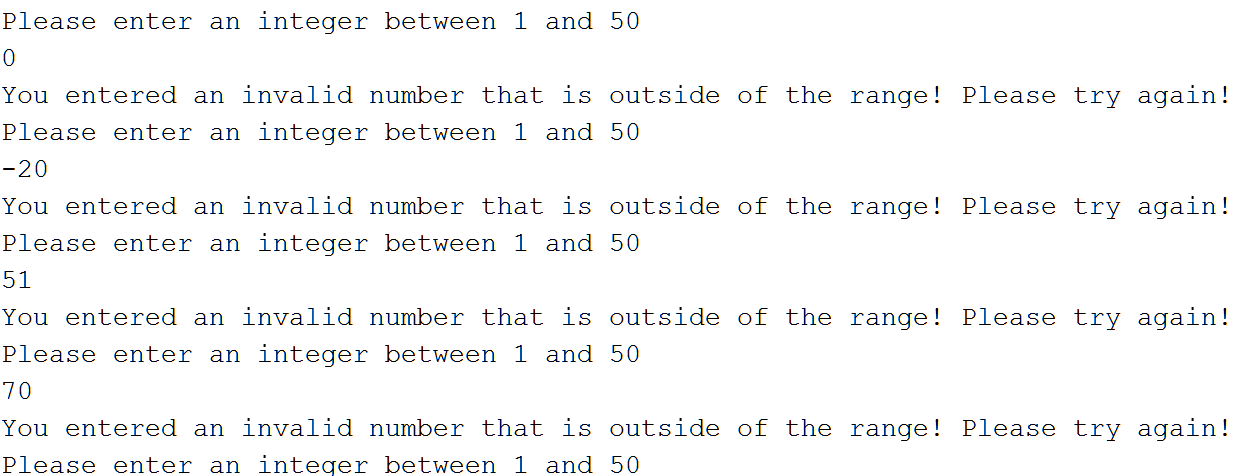 Please enter an integer between 1 and 50
0
You entered an invalid number that is outside of the range! Please try again!
Please enter an integer between 1 and 50
-20
You entered an invalid number that is outside of the range! Please try again!
Please enter an integer between 1 and 50
51
You entered an invalid number that is outside of the range! Please try again!
Please enter an integer between 1 and 50
70
You entered an invalid number that is outside of the range! Please try again!
Please enter an integer between 1 and 50